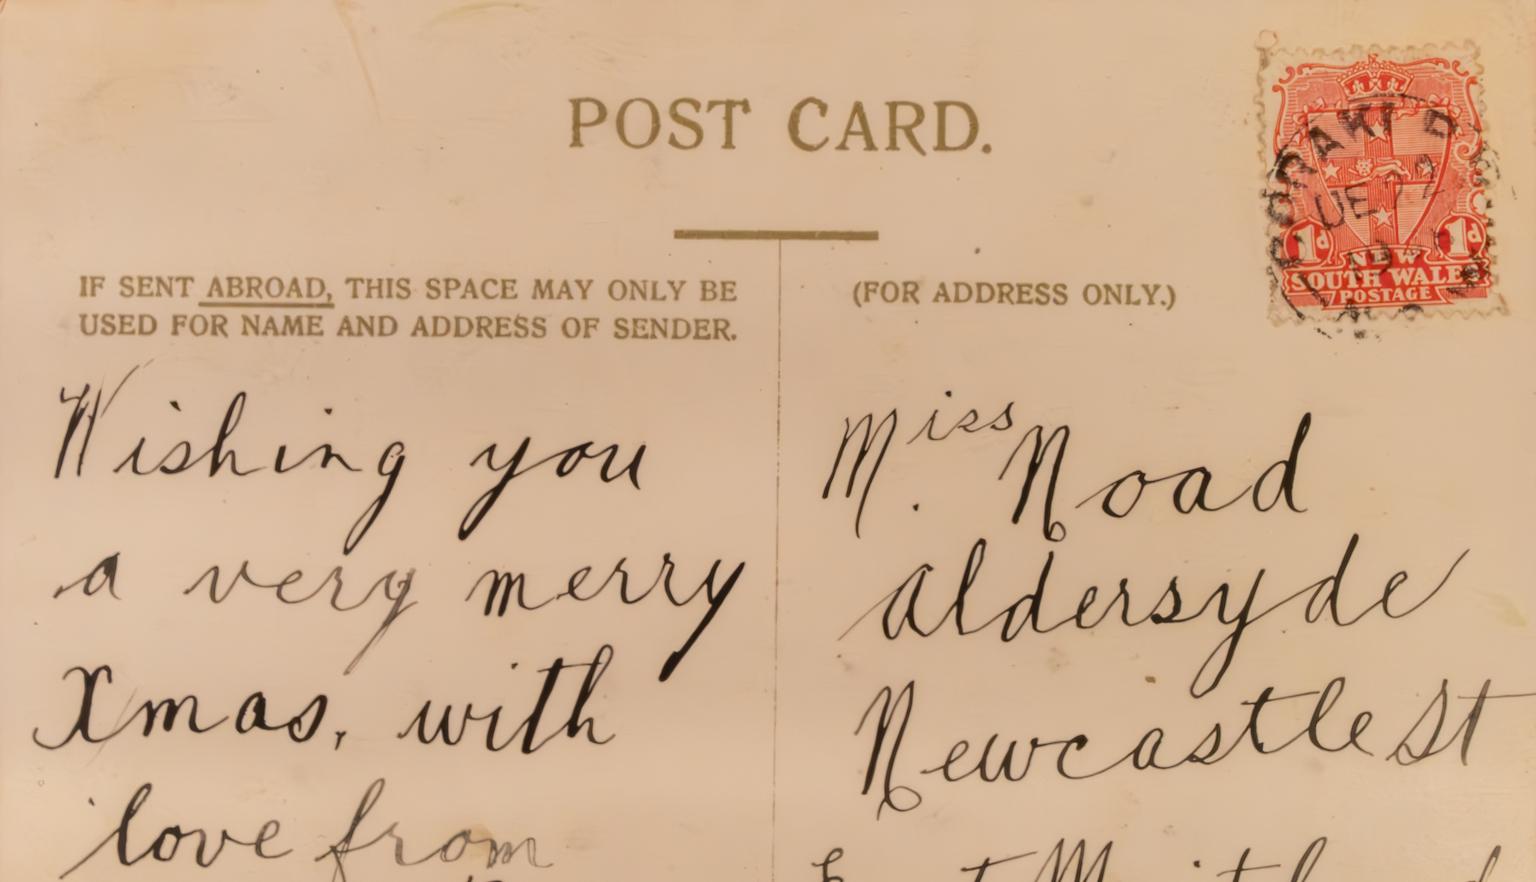 POST CARD.
IF SENT ABROAD, THIS SPACE MAY ONLY BE
USED FOR NAME AND ADDRESS OF SENDER.
(FOR ADDRESS ONLY.)
1d 1d
NEW
SOUTH WALES
POSTAGE
Wishing you
a very merry
Xmas, with
love from
Miss. Noad
Aldersyde
Newcastle St